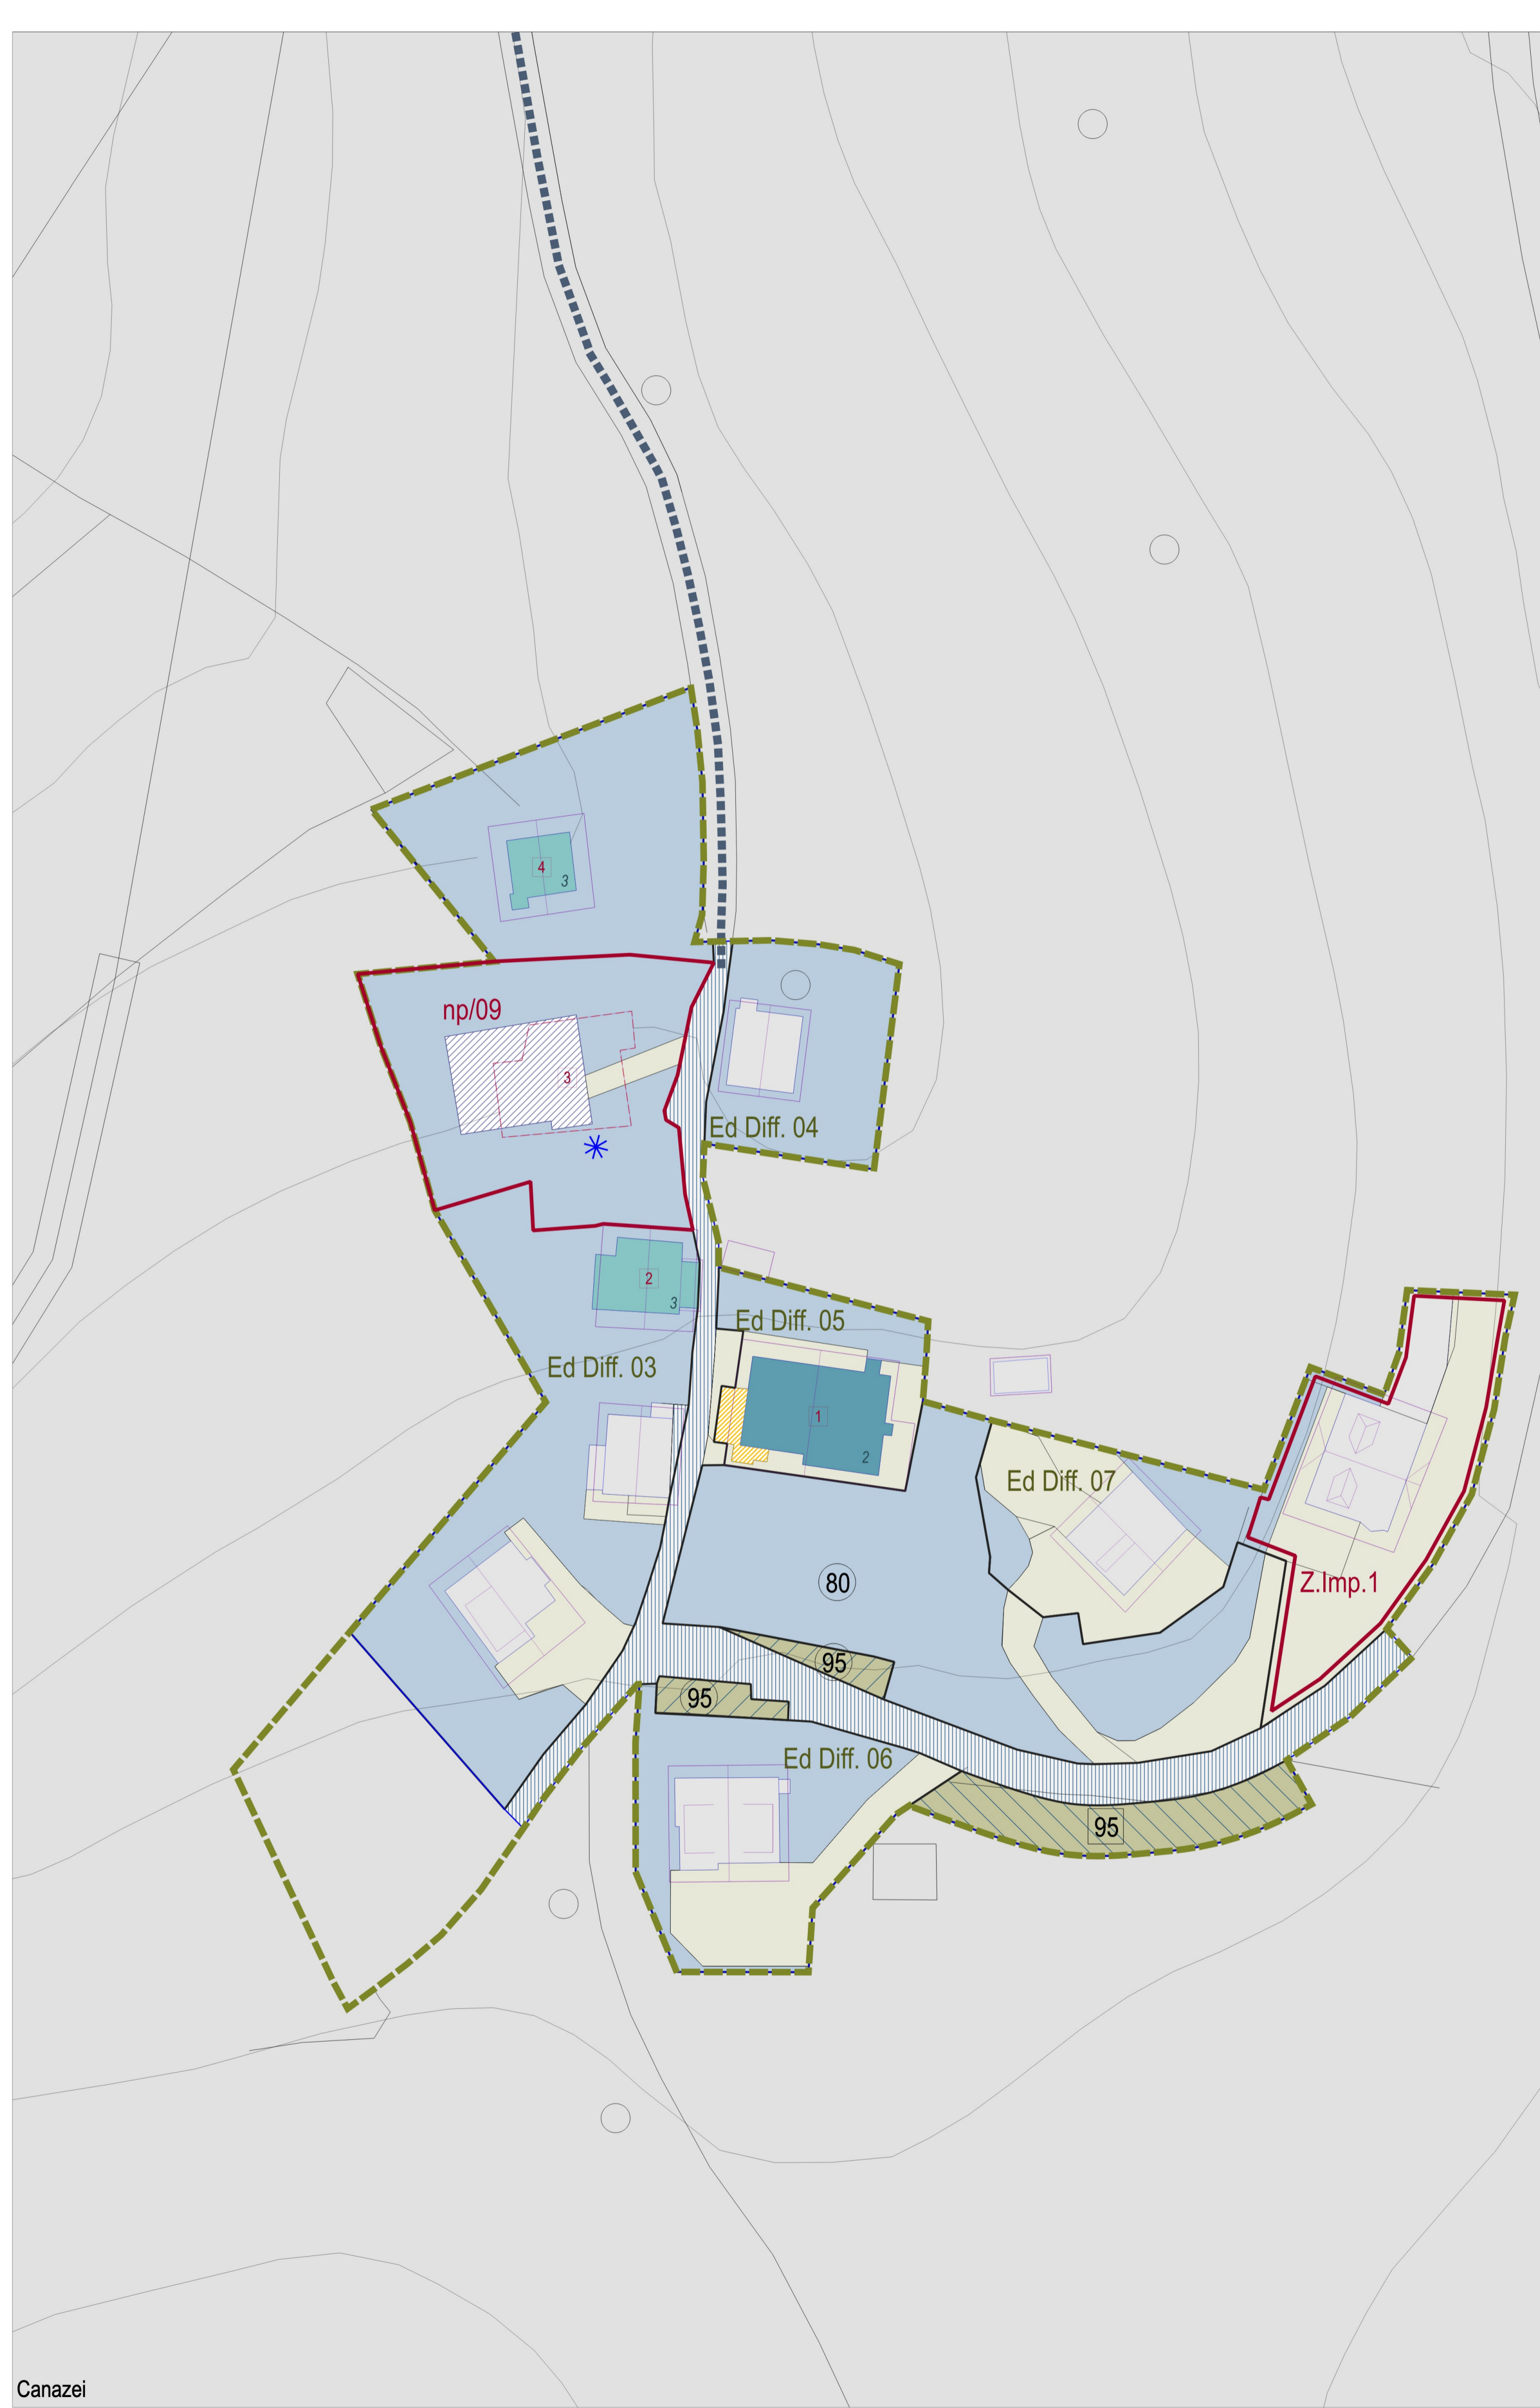 4
3
np/09
3
Ed Diff. 04
2
3
Ed Diff. 05
Ed Diff. 03
1
2
Ed Diff. 07
80
Z.Imp.1
95
95
Ed Diff. 06
95
Canazei